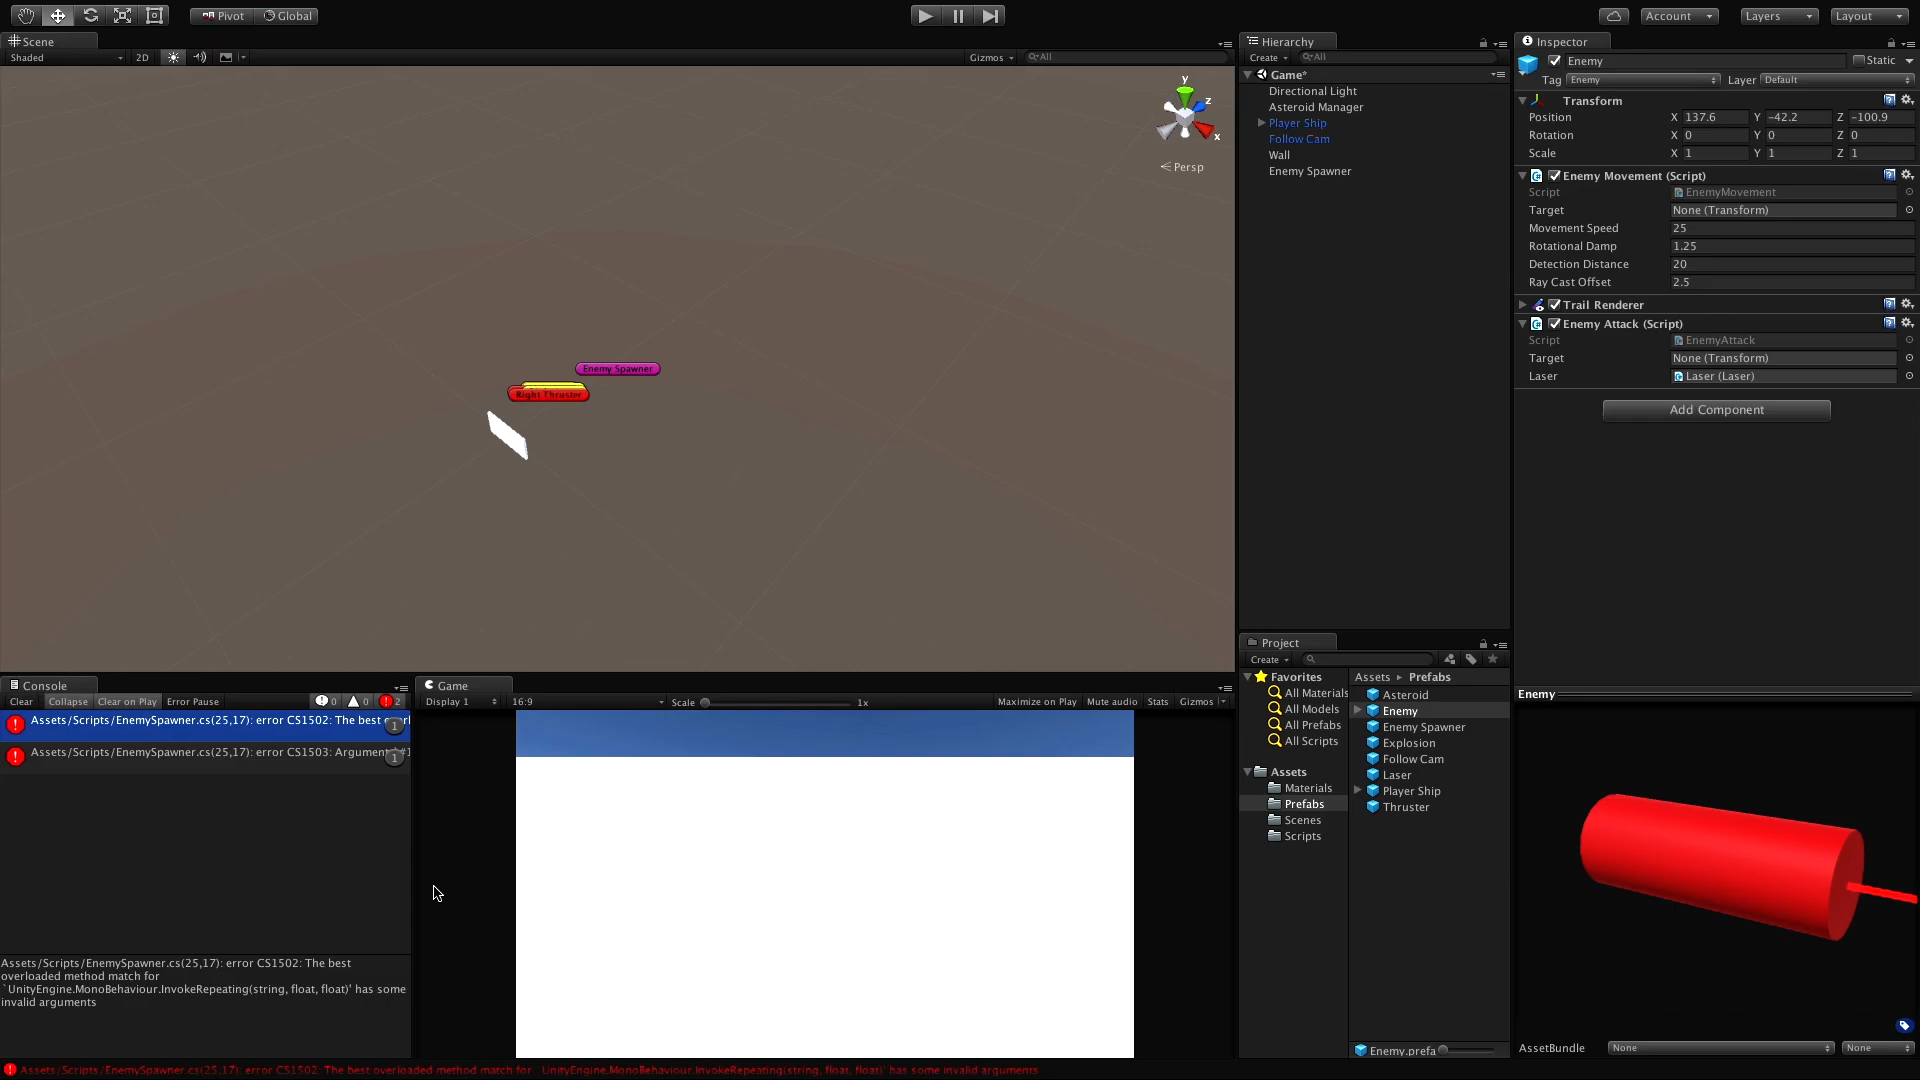 Pivot Global
Account Layers Layout
Scene
Shaded 2D Gizmos All
y
z
x
Persp
Enemy Spawner
Right Thruster
Hierarchy
Create All
Game*
Directional Light
Asteroid Manager
Player Ship
Follow Cam
Wall
Enemy Spawner
Inspector
Enemy Static
Tag Enemy Layer Default
Transform
Position X 137.6 Y -42.2 Z -100.9
Rotation X 0 Y 0 Z 0
Scale X 1 Y 1 Z 1
Enemy Movement (Script)
Script EnemyMovement
Target None (Transform)
Movement Speed 25
Rotational Damp 1.25
Detection Distance 20
Ray Cast Offset 2.5
Trail Renderer
Enemy Attack (Script)
Script EnemyAttack
Target None (Transform)
Laser Laser (Laser)
Add Component
Project
Create
Favorites
All Materials
All Models
All Prefabs
All Scripts
Assets
Materials
Prefabs
Scenes
Scripts
Assets ▸ Prefabs
Asteroid
Enemy
Enemy Spawner
Explosion
Follow Cam
Laser
Player Ship
Thruster
Enemy.prefa
Enemy
AssetBundle None None
Console
Clear Collapse Clear on Play Error Pause 0 0 2
Assets/Scripts/EnemySpawner.cs(25,17): error CS1502: The best 1
Assets/Scripts/EnemySpawner.cs(25,17): error CS1503: Argument 1
Assets/Scripts/EnemySpawner.cs(25,17): error CS1502: The best
overloaded method match for
`UnityEngine.MonoBehaviour.InvokeRepeating(string, float, float)' has some
invalid arguments
Game
Display 1 16:9 Scale 1x Maximize on Play Mute audio Stats Gizmos
Assets/Scripts/EnemySpawner.cs(25,17): error CS1502: The best overloaded method match for `UnityEngine.MonoBehaviour.InvokeRepeating(string, float, float)' has some invalid arguments